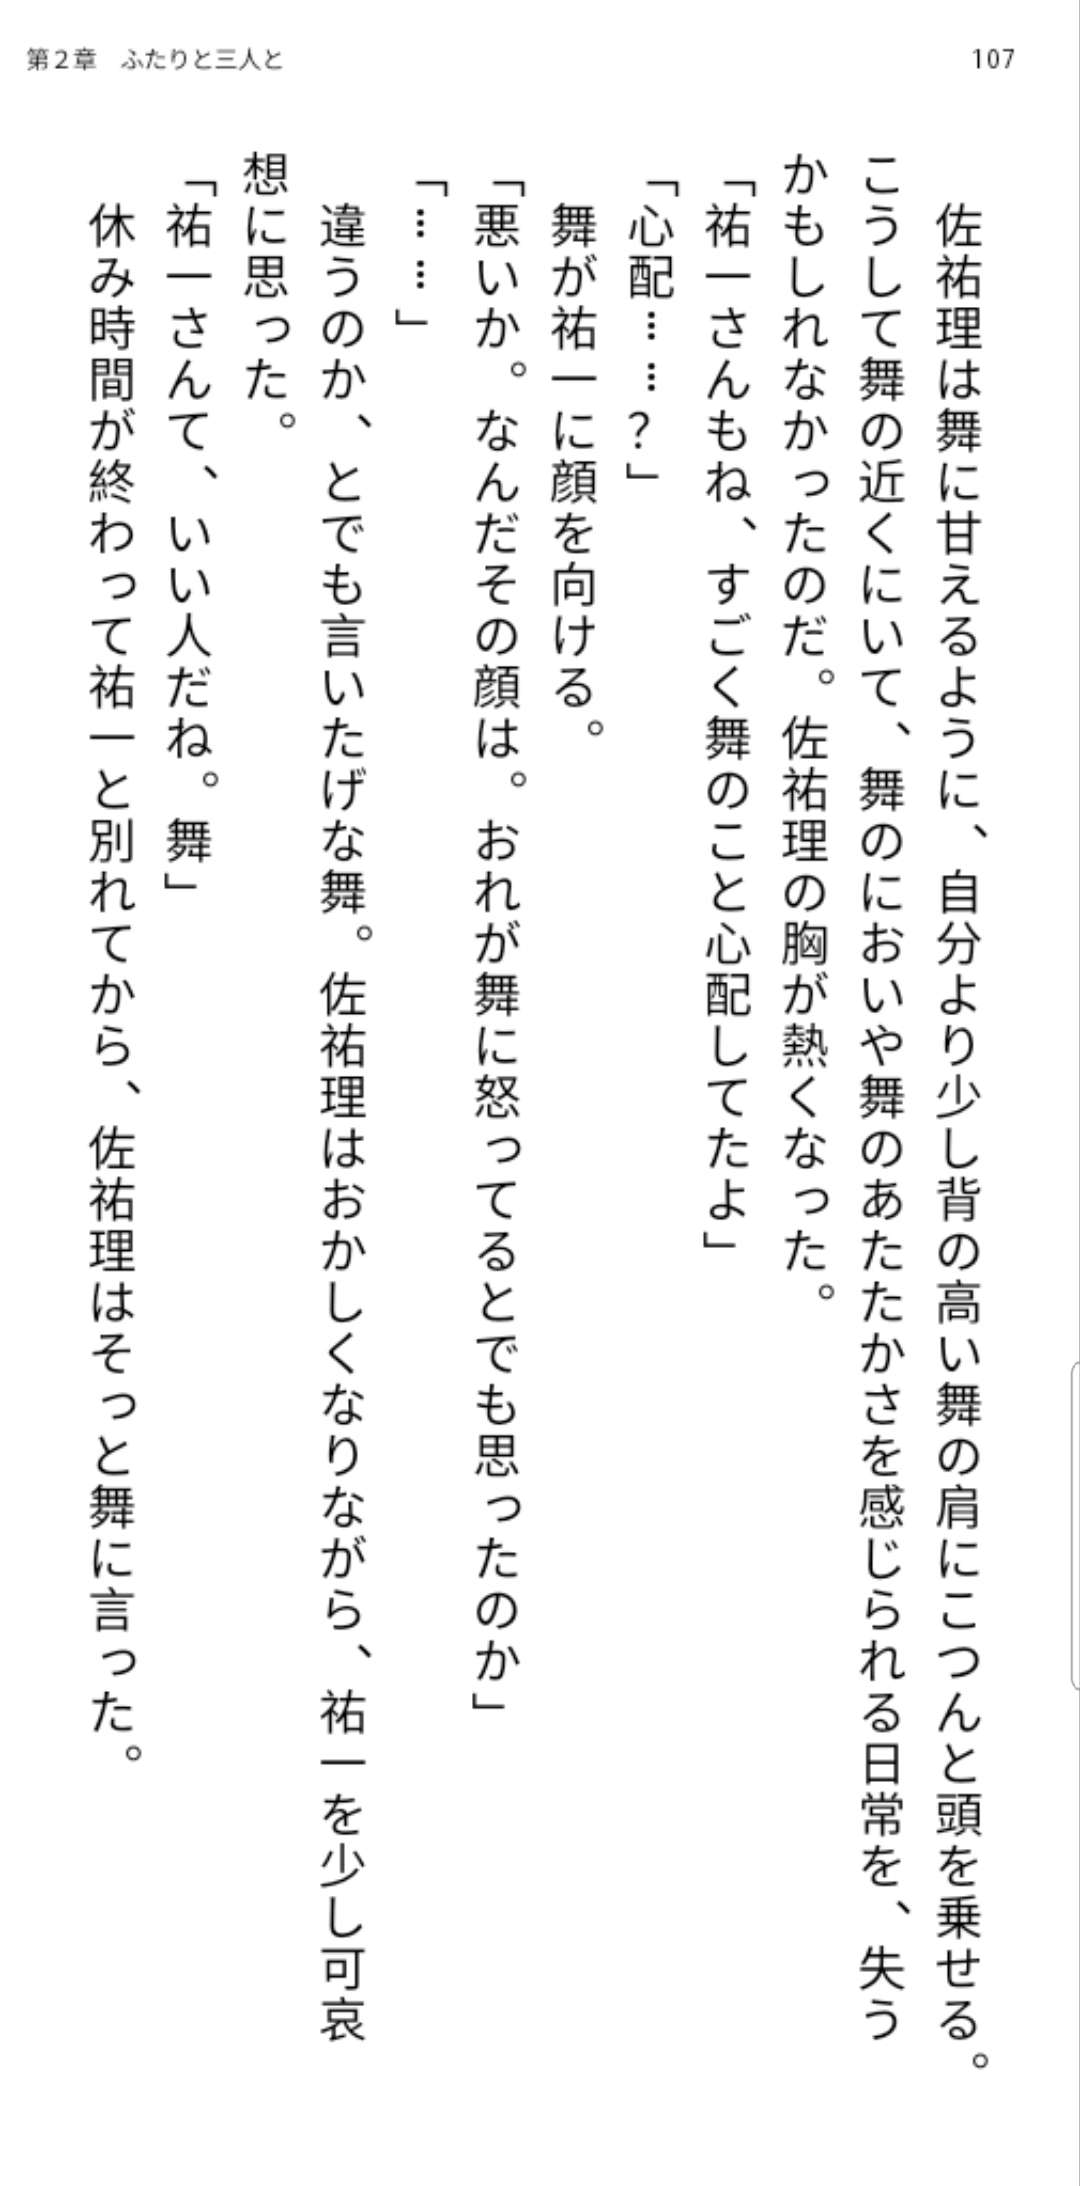 第2章　ふたりと三人と
107
　佐祐理は舞に甘えるように、自分より少し背の高い舞の肩にこつんと頭を乗せる。
こうして舞の近くにいて、舞のにおいや舞のあたたかさを感じられる日常を、失う
かもしれなかったのだ。佐祐理の胸が熱くなった。
「祐一さんもね、すごく舞のこと心配してたよ」
「心配……？」
　舞が祐一に顔を向ける。
「悪いか。なんだその顔は。おれが舞に怒ってるとでも思ったのか」
「……」
　違うのか、とでも言いたげな舞。佐祐理はおかしくなりながら、祐一を少し可哀
想に思った。
「祐一さんて、いい人だね。舞」
　休み時間が終わって祐一と別れてから、佐祐理はそっと舞に言った。